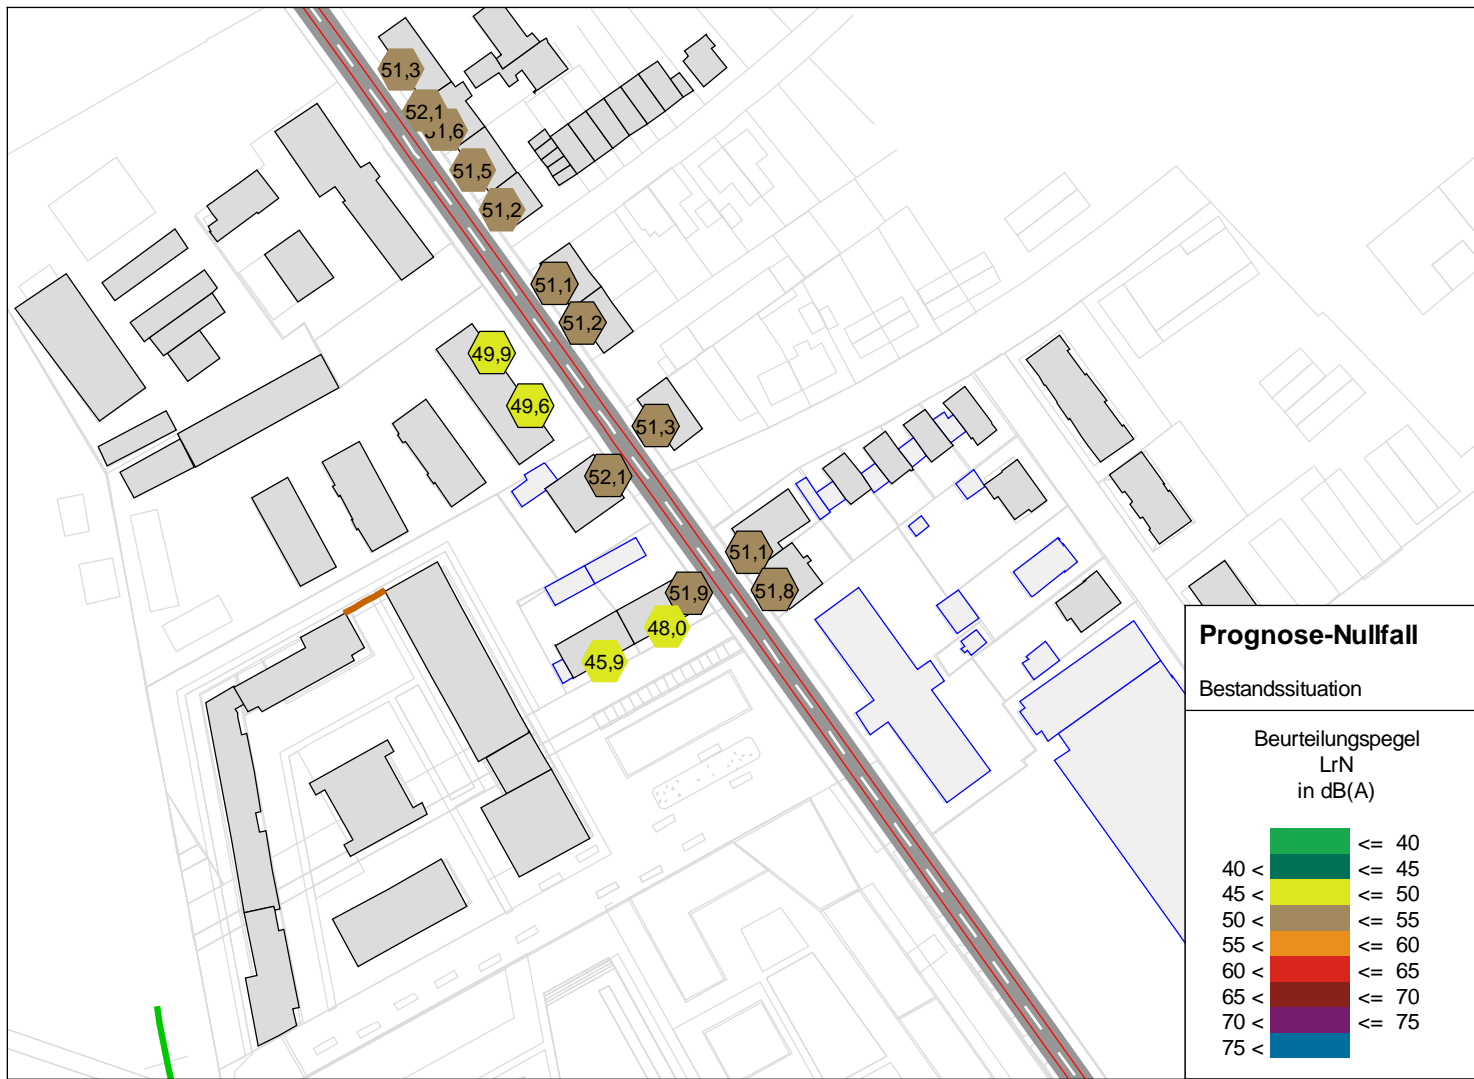 51,3
52,1
51,6
51,5
51,2
51,1
51,2
49,9
49,6
51,3
52,1
51,1
51,8
51,9
48,0
45,9
Prognose-Nullfall
Bestandssituation
Beurteilungspegel
LrN
in dB(A)
<= 40
40 < <= 45
45 < <= 50
50 < <= 55
55 < <= 60
60 < <= 65
65 < <= 70
70 < <= 75
75 <